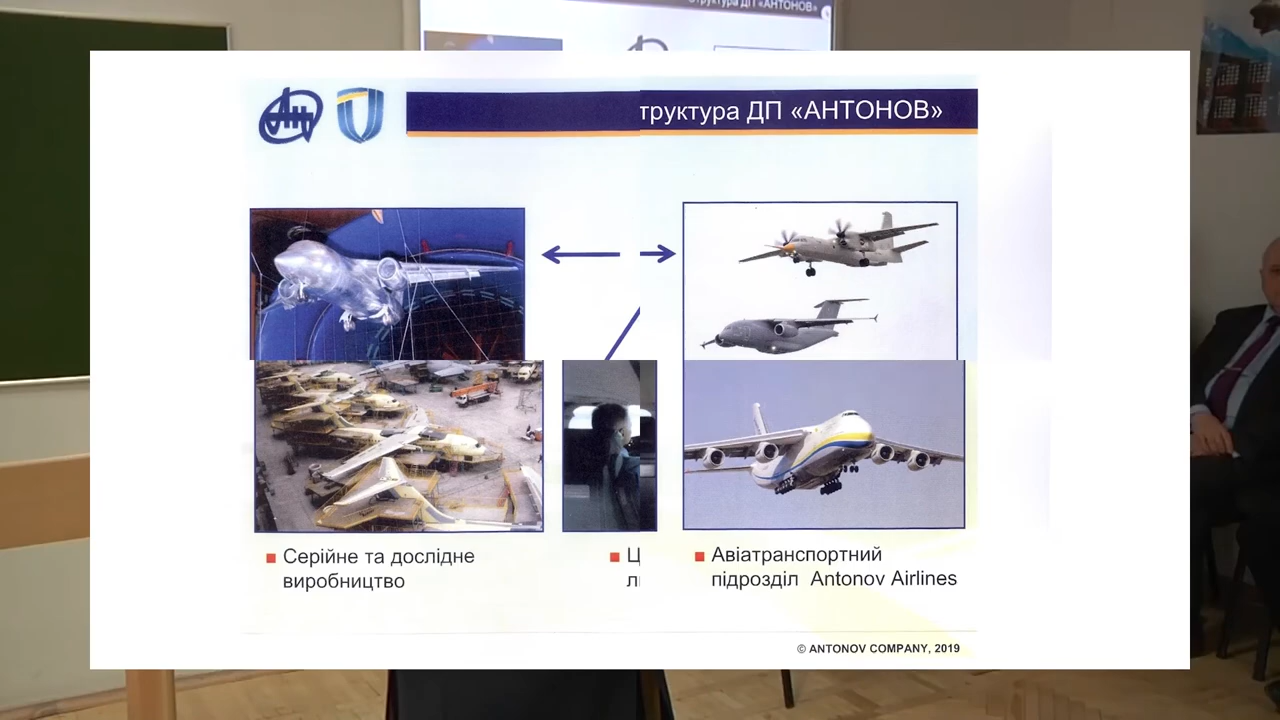 труктура ДП «АНТОНОВ»
Серійне та дослідне
виробництво
Авіатранспортний
підрозділ Antonov Airlines
© ANTONOV COMPANY, 2019